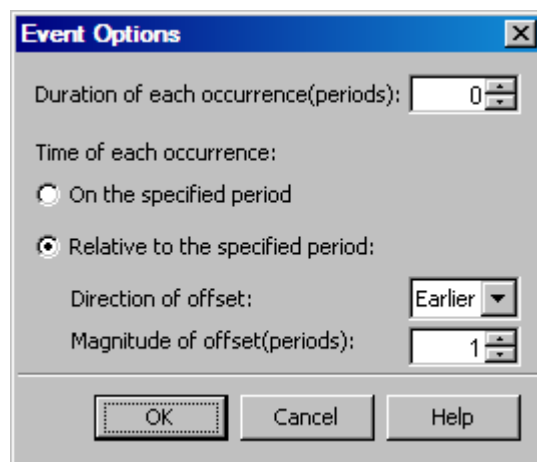 Event Options
Duration of each occurrence(periods): 0
Time of each occurrence:
On the specified period
Relative to the specified period:
Direction of offset: Earlier
Magnitude of offset(periods): 1
OK Cancel Help